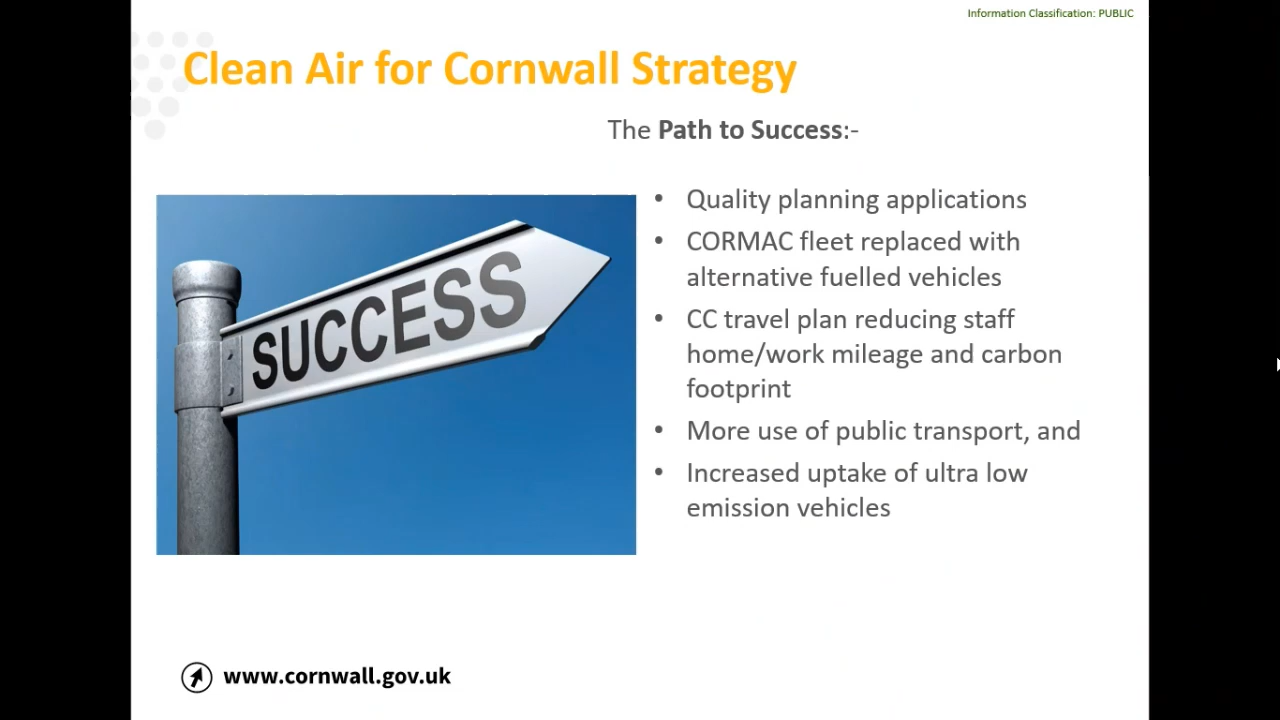 Information Classification: PUBLIC
Clean Air for Cornwall Strategy
The Path to Success:-
SUCCESS
• Quality planning applications
• CORMAC fleet replaced with
alternative fuelled vehicles
• CC travel plan reducing staff
home/work mileage and carbon
footprint
• More use of public transport, and
• Increased uptake of ultra low
emission vehicles
www.cornwall.gov.uk